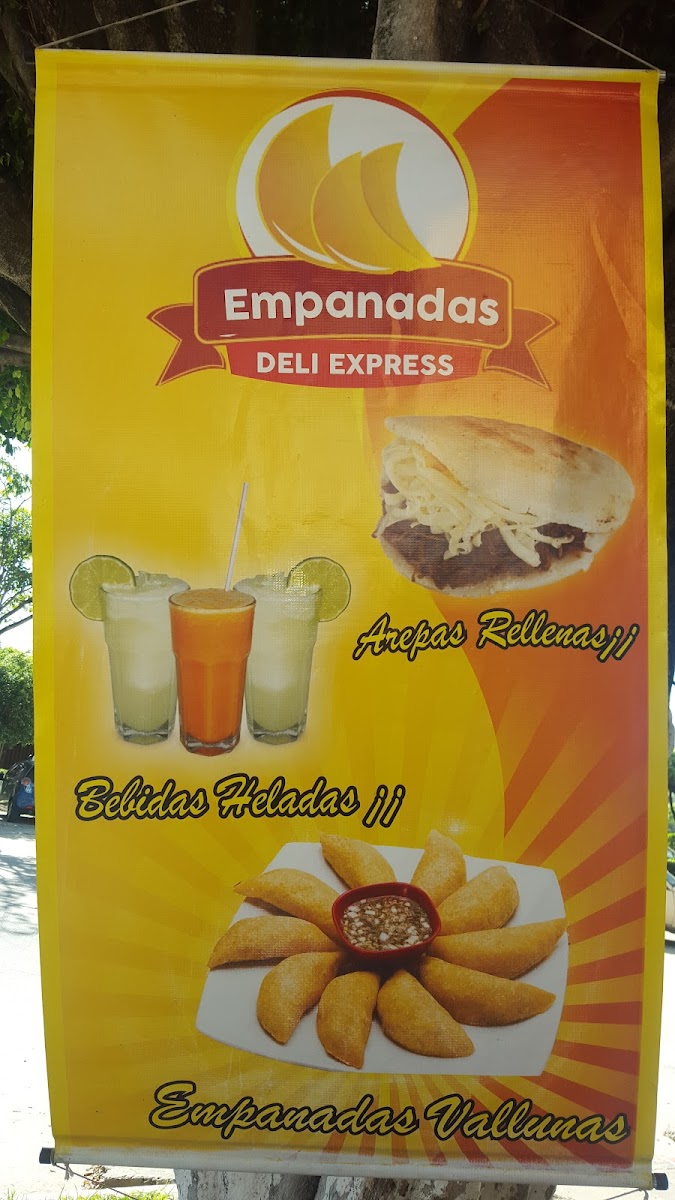 Empanadas
DELI EXPRESS
Arepas Rellenas¡¡
Bebidas Heladas ¡¡
Empanadas Vallunas